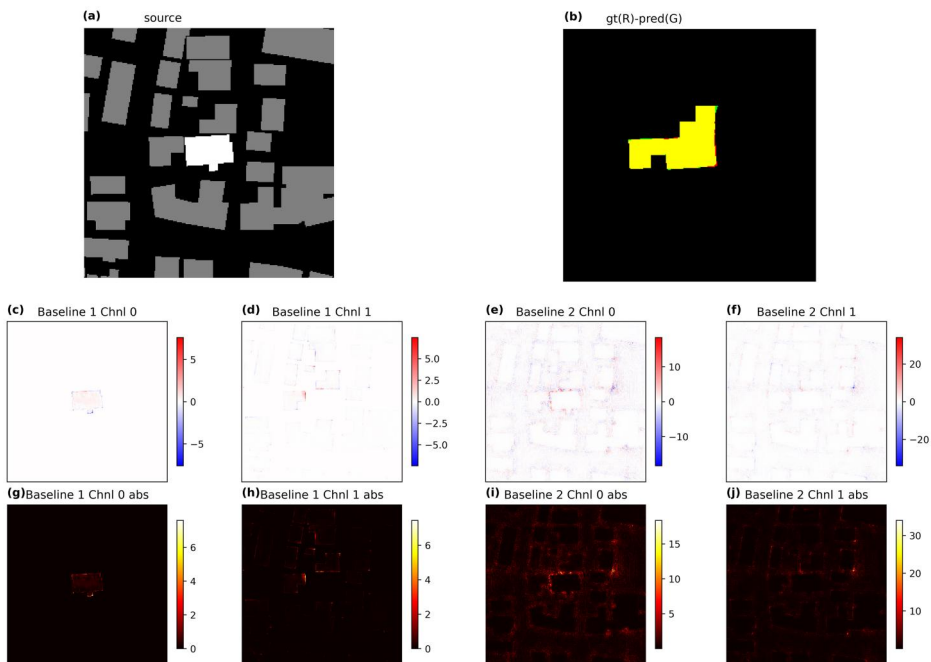 (a) source
(b) gt(R)-pred(G)
(c) Baseline 1 Chnl 0
5
0
−5
(d) Baseline 1 Chnl 1
5.0
2.5
0.0
−2.5
−5.0
(e) Baseline 2 Chnl 0
10
0
−10
(f) Baseline 2 Chnl 1
20
0
−20
(g) Baseline 1 Chnl 0 abs
6
4
2
0
(h) Baseline 1 Chnl 1 abs
6
4
2
0
(i) Baseline 2 Chnl 0 abs
15
10
5
(j) Baseline 2 Chnl 1 abs
30
20
10